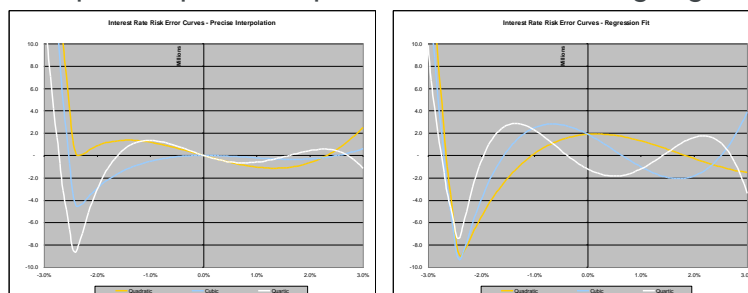 Interest Rate Risk Error Curves - Precise Interpolation
Millions
10.0
8.0
6.0
4.0
2.0
-
-2.0
-4.0
-6.0
-8.0
-10.0
-3.0% -2.0% -1.0% 0.0% 1.0% 2.0% 3.0%
Quadratic Cubic Quartic
Interest Rate Risk Error Curves - Regression Fit
Millions
10.0
8.0
6.0
4.0
2.0
-
-2.0
-4.0
-6.0
-8.0
-10.0
-3.0% -2.0% -1.0% 0.0% 1.0% 2.0% 3.0%
Quadratic Cubic Quartic